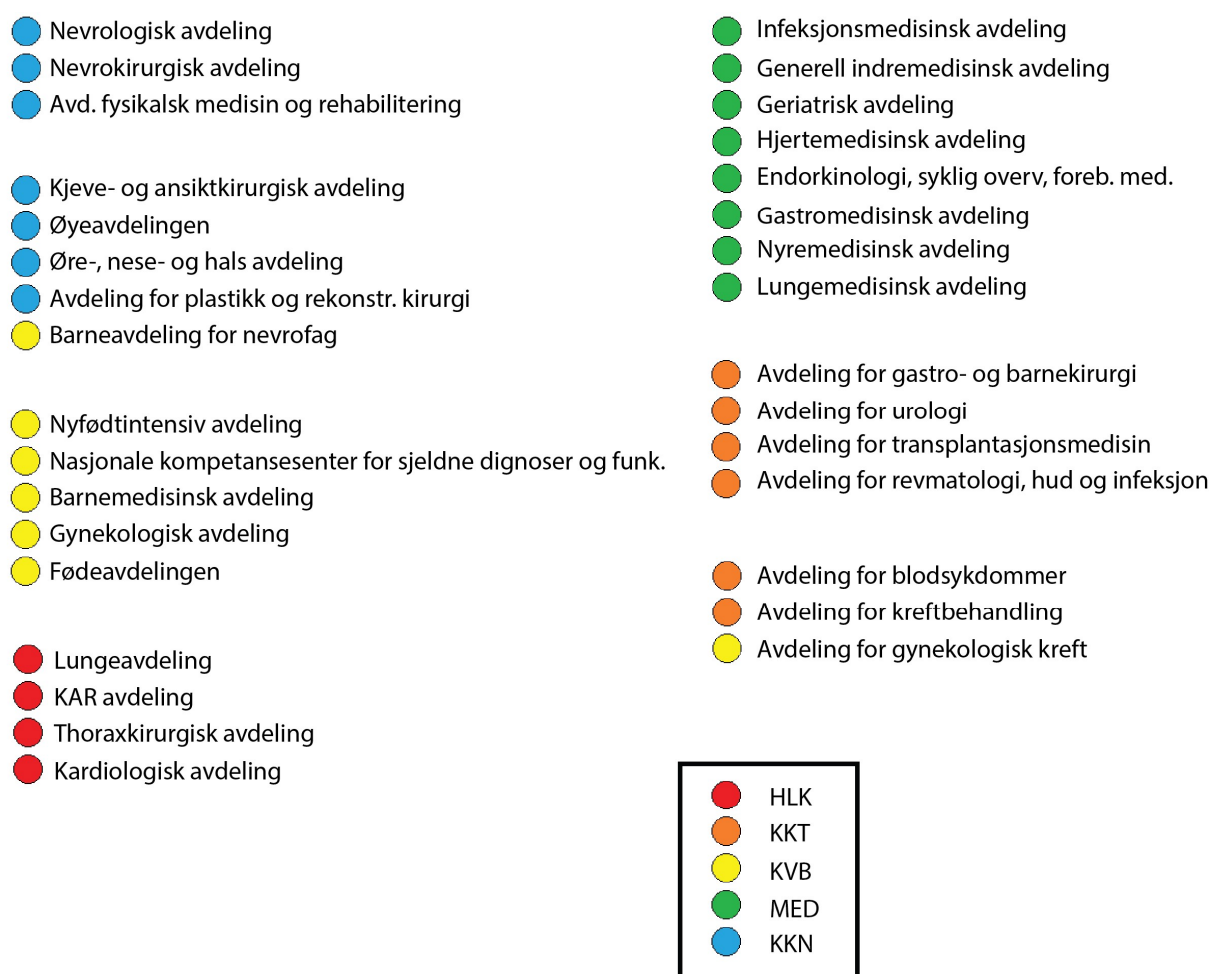 Nevrologisk avdeling
Nevrokirurgisk avdeling
Avd. fysikalsk medisin og rehabilitering
Kjeve- og ansiktkirurgisk avdeling
Øyeavdelingen
Øre-, nese- og hals avdeling
Avdeling for plastikk og rekonstr. kirurgi
Barneavdeling for nevrofag
Nyfødtintensiv avdeling
Nasjonale kompetansesenter for sjeldne dignoser og funk.
Barnemedisinsk avdeling
Gynekologisk avdeling
Fødeavdelingen
Lungeavdeling
KAR avdeling
Thoraxkirurgisk avdeling
Kardiologisk avdeling
Infeksjonsmedisinsk avdeling
Generell indremedisinsk avdeling
Geriatrisk avdeling
Hjertemedisinsk avdeling
Endorkinologi, syklig overv, foreb. med.
Gastromedisinsk avdeling
Nyremedisinsk avdeling
Lungemedisinsk avdeling
Avdeling for gastro- og barnekirurgi
Avdeling for urologi
Avdeling for transplantasjonsmedisin
Avdeling for revmatologi, hud og infeksjon
Avdeling for blodsykdommer
Avdeling for kreftbehandling
Avdeling for gynekologisk kreft
HLK
KKT
KVB
MED
KKN